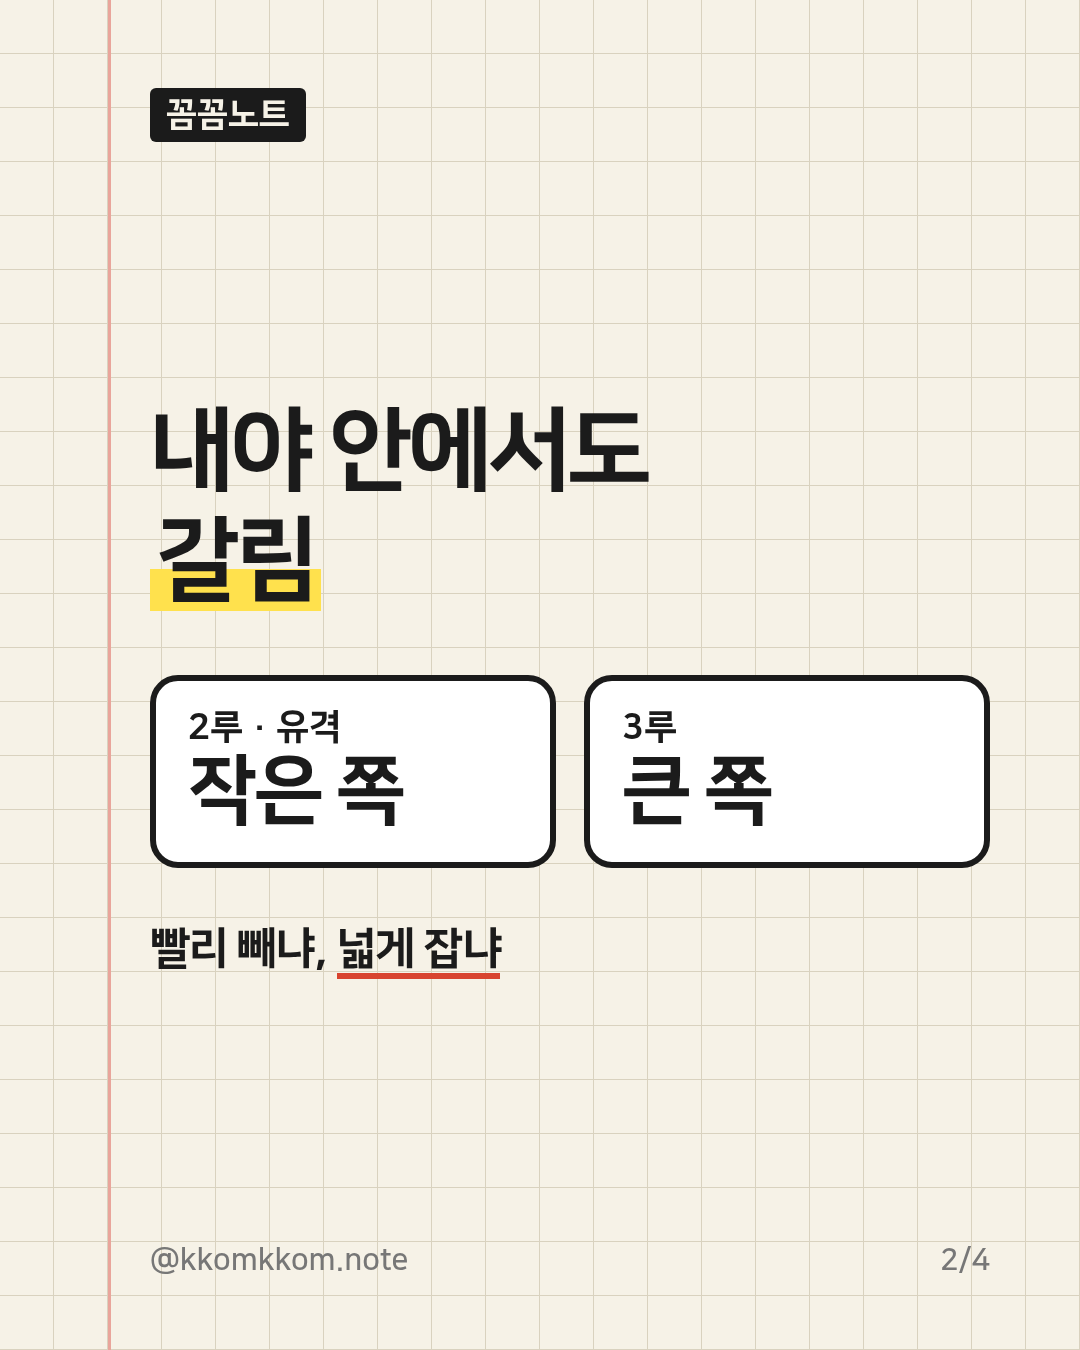 꼼꼼노트
내야 안에서도
갈림
2루 · 유격
작은 쪽
3루
큰 쪽
빨리 빼냐, 넓게 잡냐
@kkomkkom.note
2/4